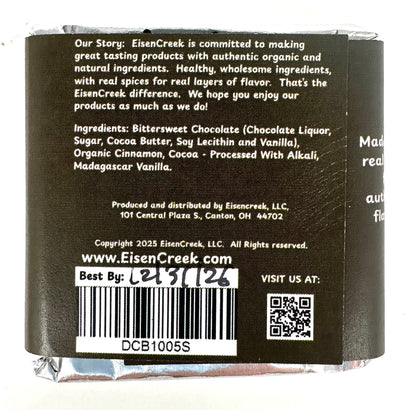 Our Story: EisenCreek is committed to making
great tasting products with authentic organic and
natural ingredients. Healthy, wholesome ingredients,
with real spices for real layers of flavor. That's the
EisenCreek difference. We hope you enjoy our
products as much as we do!
Ingredients: Bittersweet Chocolate (Chocolate Liquor,
Sugar, Cocoa Butter, Soy Lecithin and Vanilla),
Organic Cinnamon, Cocoa - Processed With Alkali,
Madagascar Vanilla.
Produced and distributed by Eisencreek, LLC,
101 Central Plaza S., Canton, OH 44702
Copyright 2025 EisenCreek, LLC. All Rights reserved.
www.EisenCreek.com
Best By: 12/31/26
VISIT US AT:
DCB1005S
Made
real